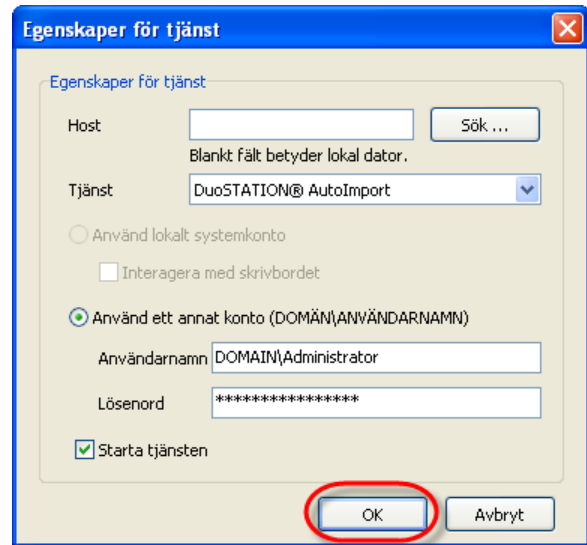 Egenskaper för tjänst
Egenskaper för tjänst
Host
Sök ...
Blankt fält betyder lokal dator.
Tjänst
DuoSTATION® AutoImport
Använd lokalt systemkonto
Interagera med skrivbordet
Använd ett annat konto (DOMÄN\ANVÄNDARNAMN)
Användarnamn DOMAIN\Administrator
Lösenord ****************
Starta tjänsten
OK
Avbryt